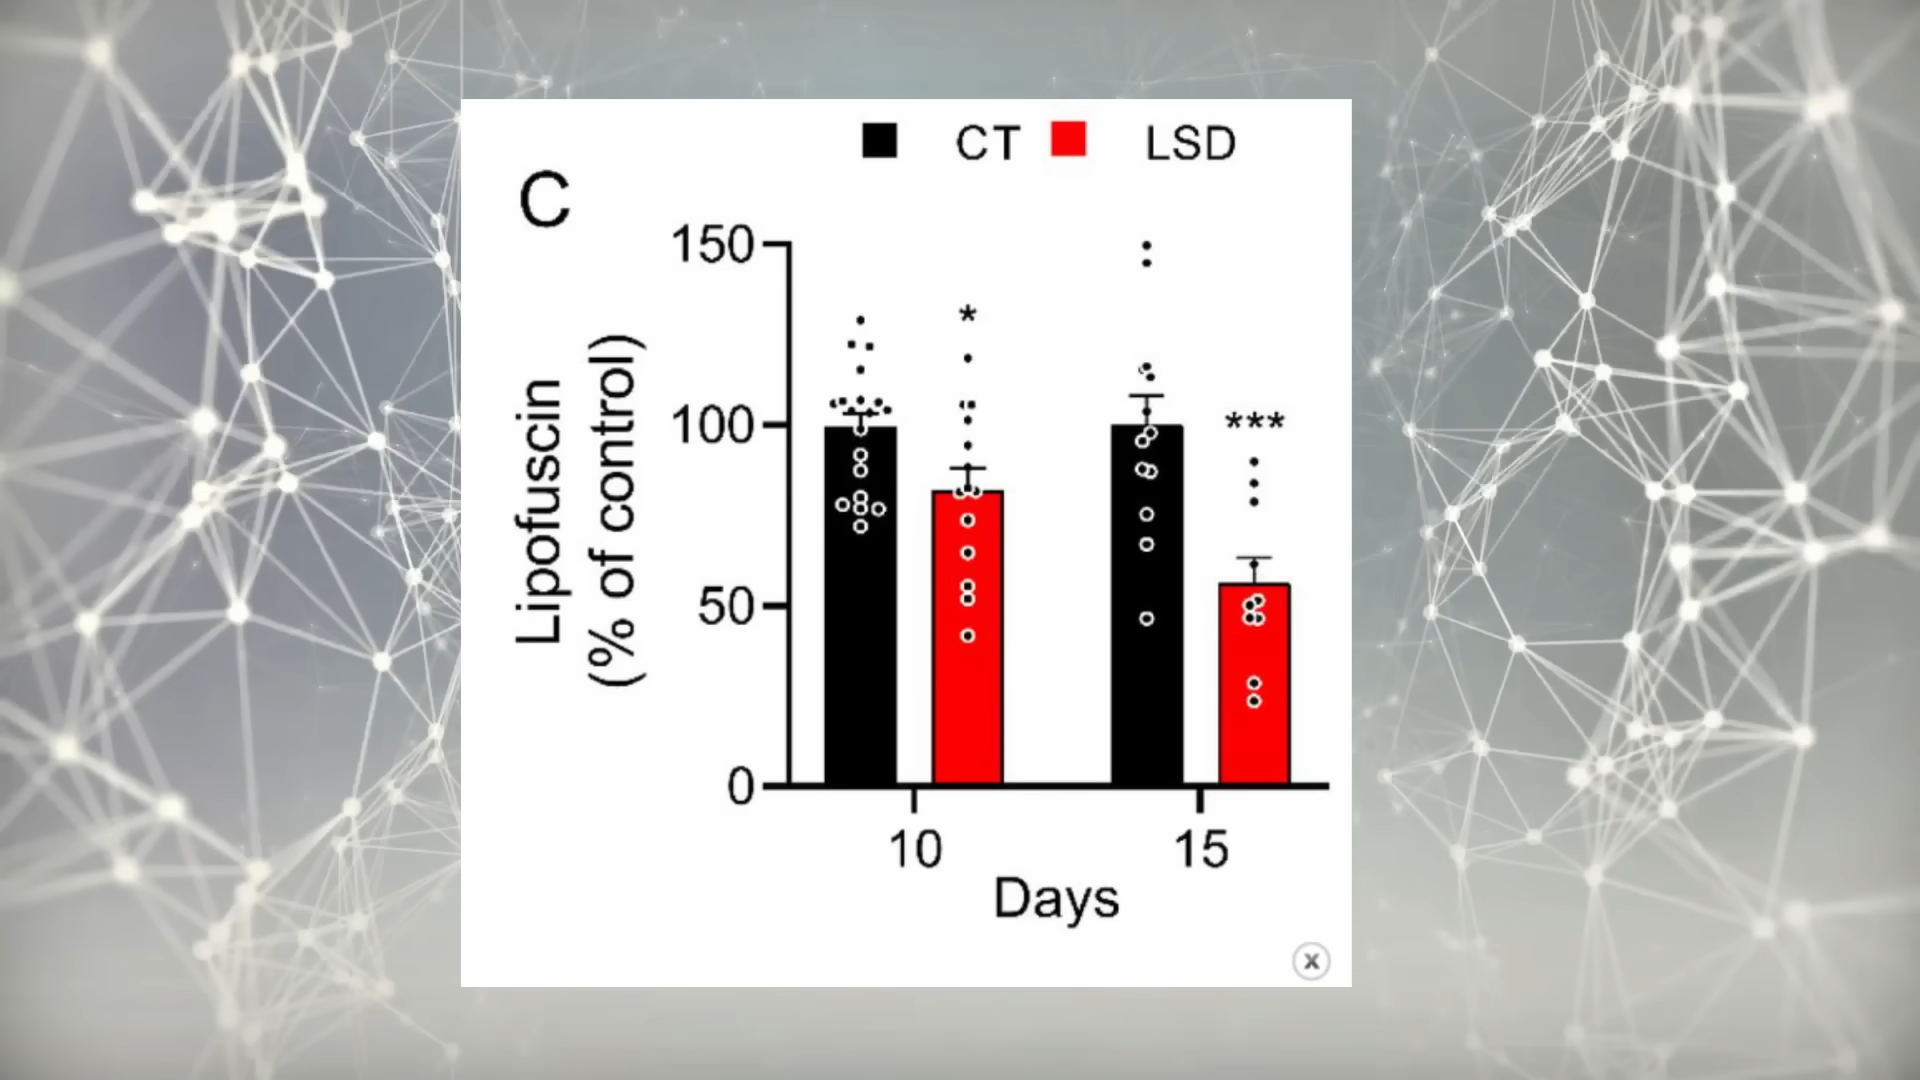 CT LSD
C
150
*
100
***
50
0
Lipofuscin
(% of control)
10 15
Days
x